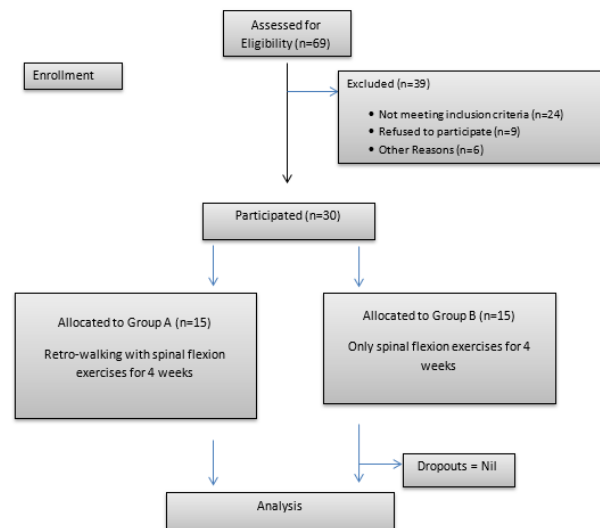 Assessed for
Eligibility (n=69)
Enrollment
Excluded (n=39)
• Not meeting inclusion criteria (n=24)
• Refused to participate (n=9)
• Other Reasons (n=6)
Participated (n=30)
Allocated to Group A (n=15)
Retro-walking with spinal flexion
exercises for 4 weeks
Allocated to Group B (n=15)
Only spinal flexion exercises for 4
weeks
Dropouts = Nil
Analysis